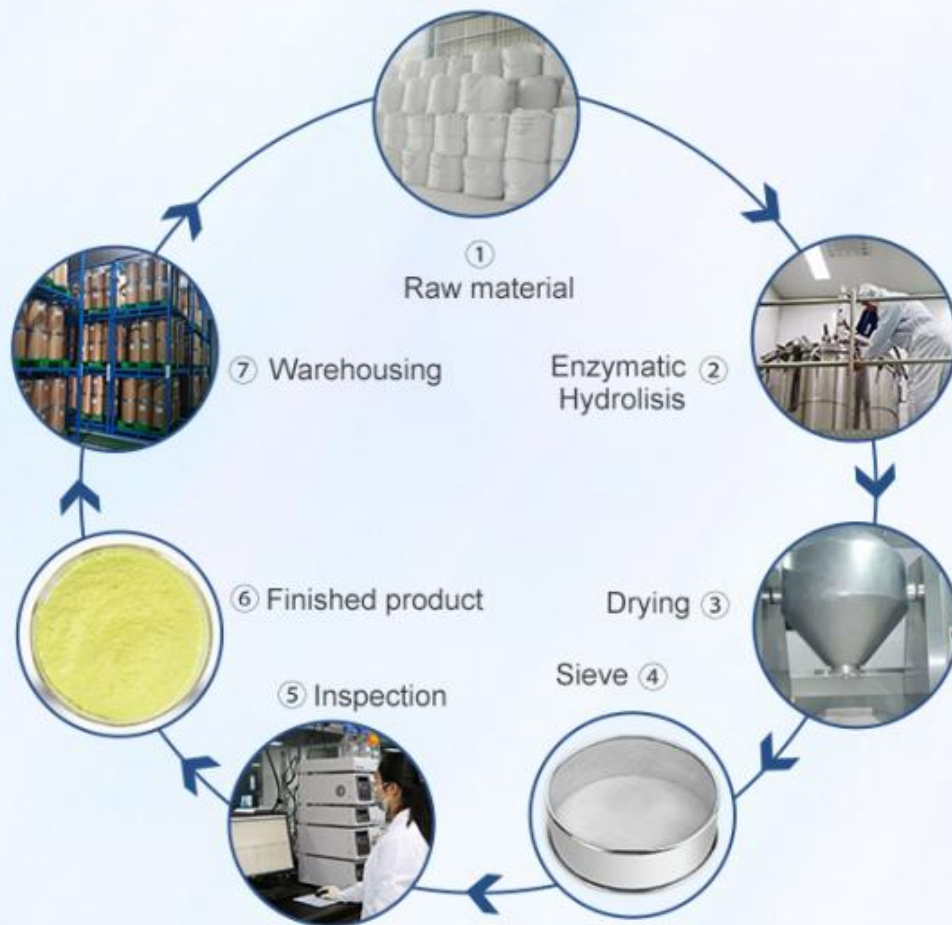 ① Raw material
Enzymatic ②
Hydrolisis
Drying ③
Sieve ④
⑤ Inspection
⑥ Finished product
⑦ Warehousing